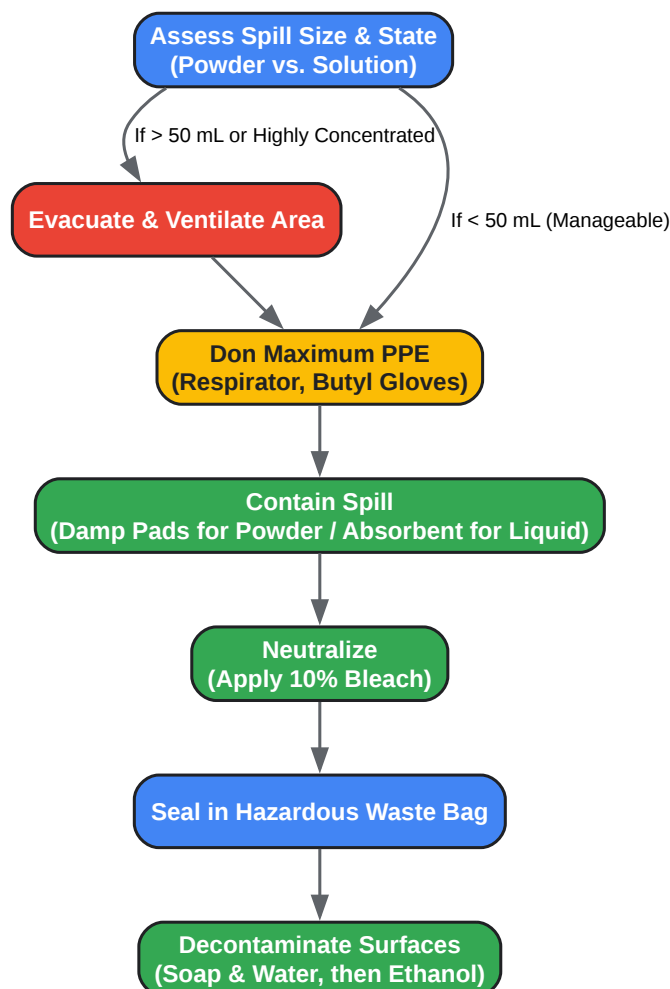 Assess Spill Size & State
(Powder vs. Solution)
If > 50 mL or Highly Concentrated
Evacuate & Ventilate Area
If < 50 mL (Manageable)
Don Maximum PPE
(Respirator, Butyl Gloves)
Contain Spill
(Damp Pads for Powder / Absorbent for Liquid)
Neutralize
(Apply 10% Bleach)
Seal in Hazardous Waste Bag
Decontaminate Surfaces
(Soap & Water, then Ethanol)